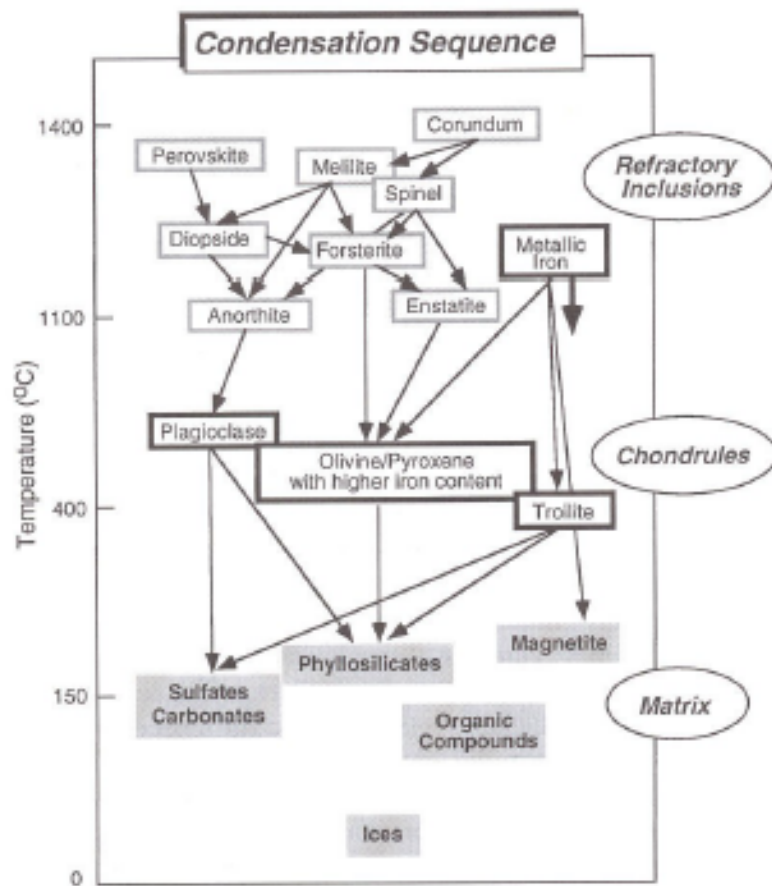 Condensation Sequence
1400
Corundum
Perovskite
Melilite
Refractory
Inclusions
Spinel
Diopside
Forsterite
Metallic
Iron
1100
Anorthite
Enstatite
Temperature (ºC)
Plagioclase
Olivine/Pyroxene
with higher iron content
Chondrules
400
Troilite
Magnetite
Phyllosilicates
Sulfates
Carbonates
150
Matrix
Organic
Compounds
Ices
0